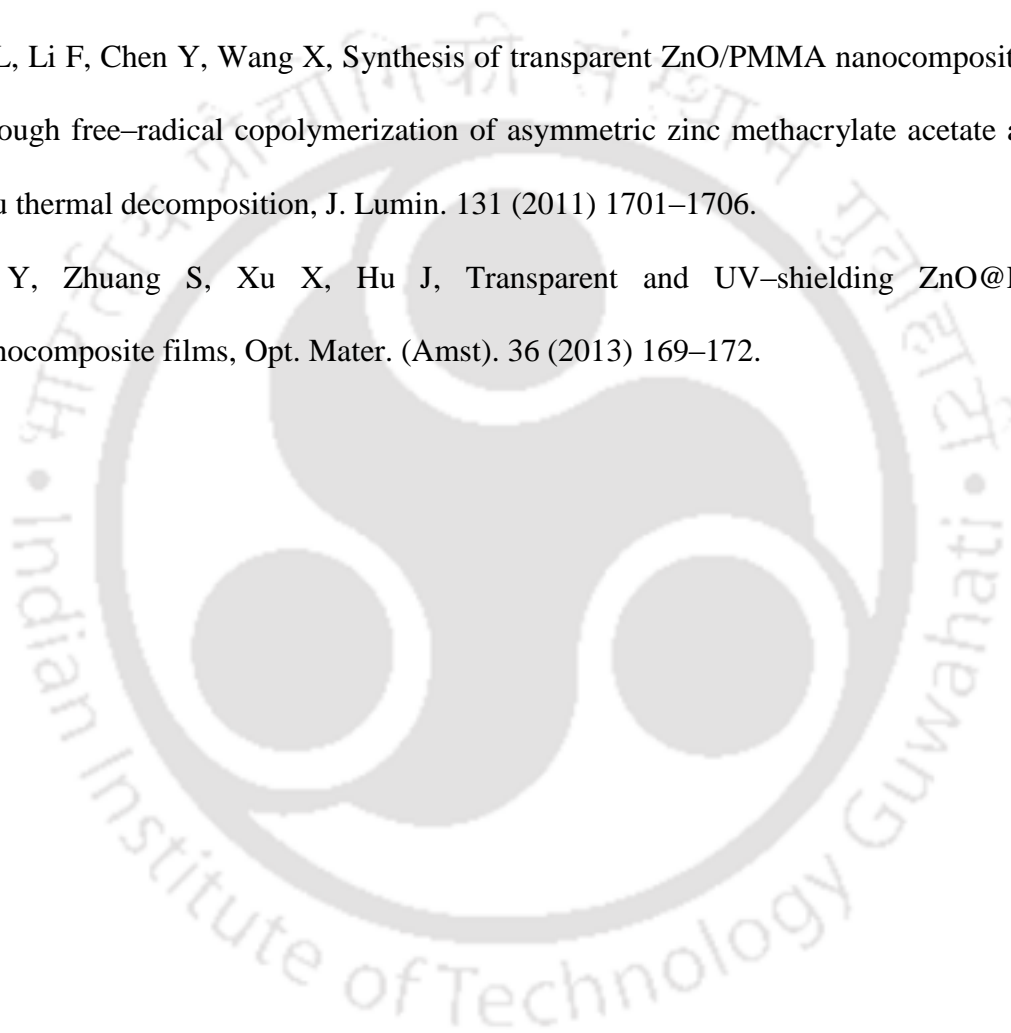 L, Li F, Chen Y, Wang X, Synthesis of transparent ZnO/PMMA nanocomposit
ough free–radical copolymerization of asymmetric zinc methacrylate acetate a
u thermal decomposition, J. Lumin. 131 (2011) 1701–1706.
Y, Zhuang S, Xu X, Hu J, Transparent and UV–shielding ZnO@
nocomposite films, Opt. Mater. (Amst). 36 (2013) 169–172.
भारतीय प्रौद्योगिकी संस्थान गुवाहाटी
Indian Institute of Technology Guwahati